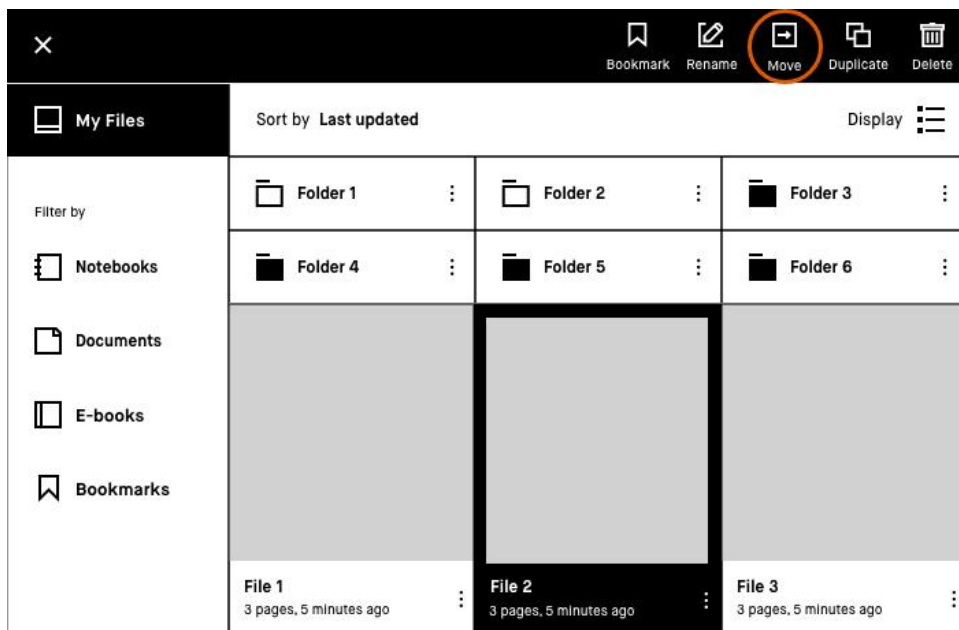 Bookmark Rename Move Duplicate Delete
My Files
Sort by Last updated
Display
Filter by
Notebooks
Documents
E-books
Bookmarks
Folder 1
Folder 2
Folder 3
Folder 4
Folder 5
Folder 6
File 1
3 pages, 5 minutes ago
File 2
3 pages, 5 minutes ago
File 3
3 pages, 5 minutes ago